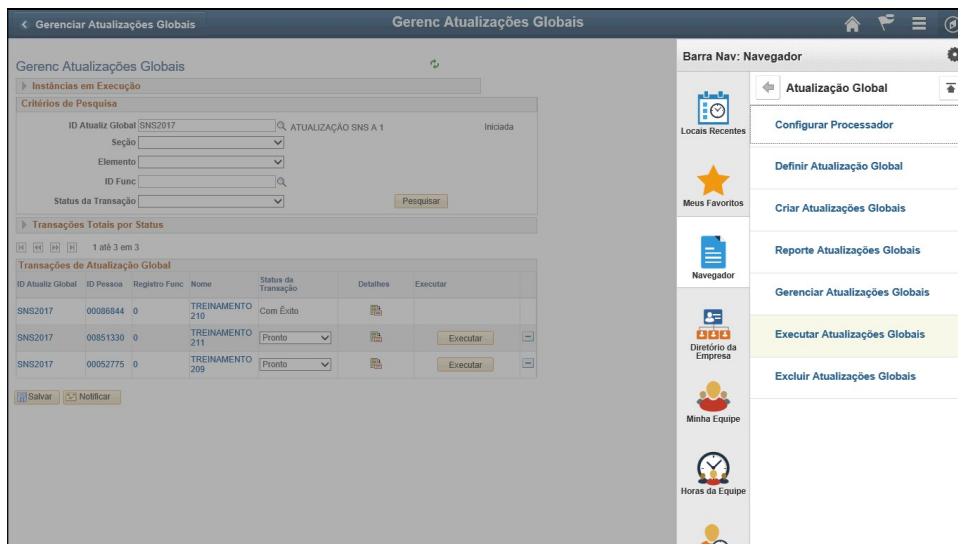 Gerenciar Atualizações Globais
Gerenc Atualizações Globais
Gerenc Atualizações Globais
Instâncias em Execução
Critérios de Pesquisa
ID Atualiz Global SNS2017 ATUALIZAÇÃO SNS A 1 Iniciada
Seção
Elemento
ID Func
Status da Transação Pesquisar
Transações Totais por Status
1 até 3 em 3
Transações de Atualização Global
ID Atualiz Global ID Pessoa Registro Func Nome Status da Transação Detalhes Executar
SNS2017 00086844 0 TREINAMENTO 210 Com Êxito
SNS2017 00851330 0 TREINAMENTO 211 Pronto Executar
SNS2017 00052775 0 TREINAMENTO 209 Pronto Executar
Salvar Notificar
Barra Nav: Navegador
Locais Recentes
Meus Favoritos
Navegador
Diretório da Empresa
Minha Equipe
Horas da Equipe
Atualização Global
Configurar Processador
Definir Atualização Global
Criar Atualizações Globais
Reporte Atualizações Globais
Gerenciar Atualizações Globais
Executar Atualizações Globais
Excluir Atualizações Globais